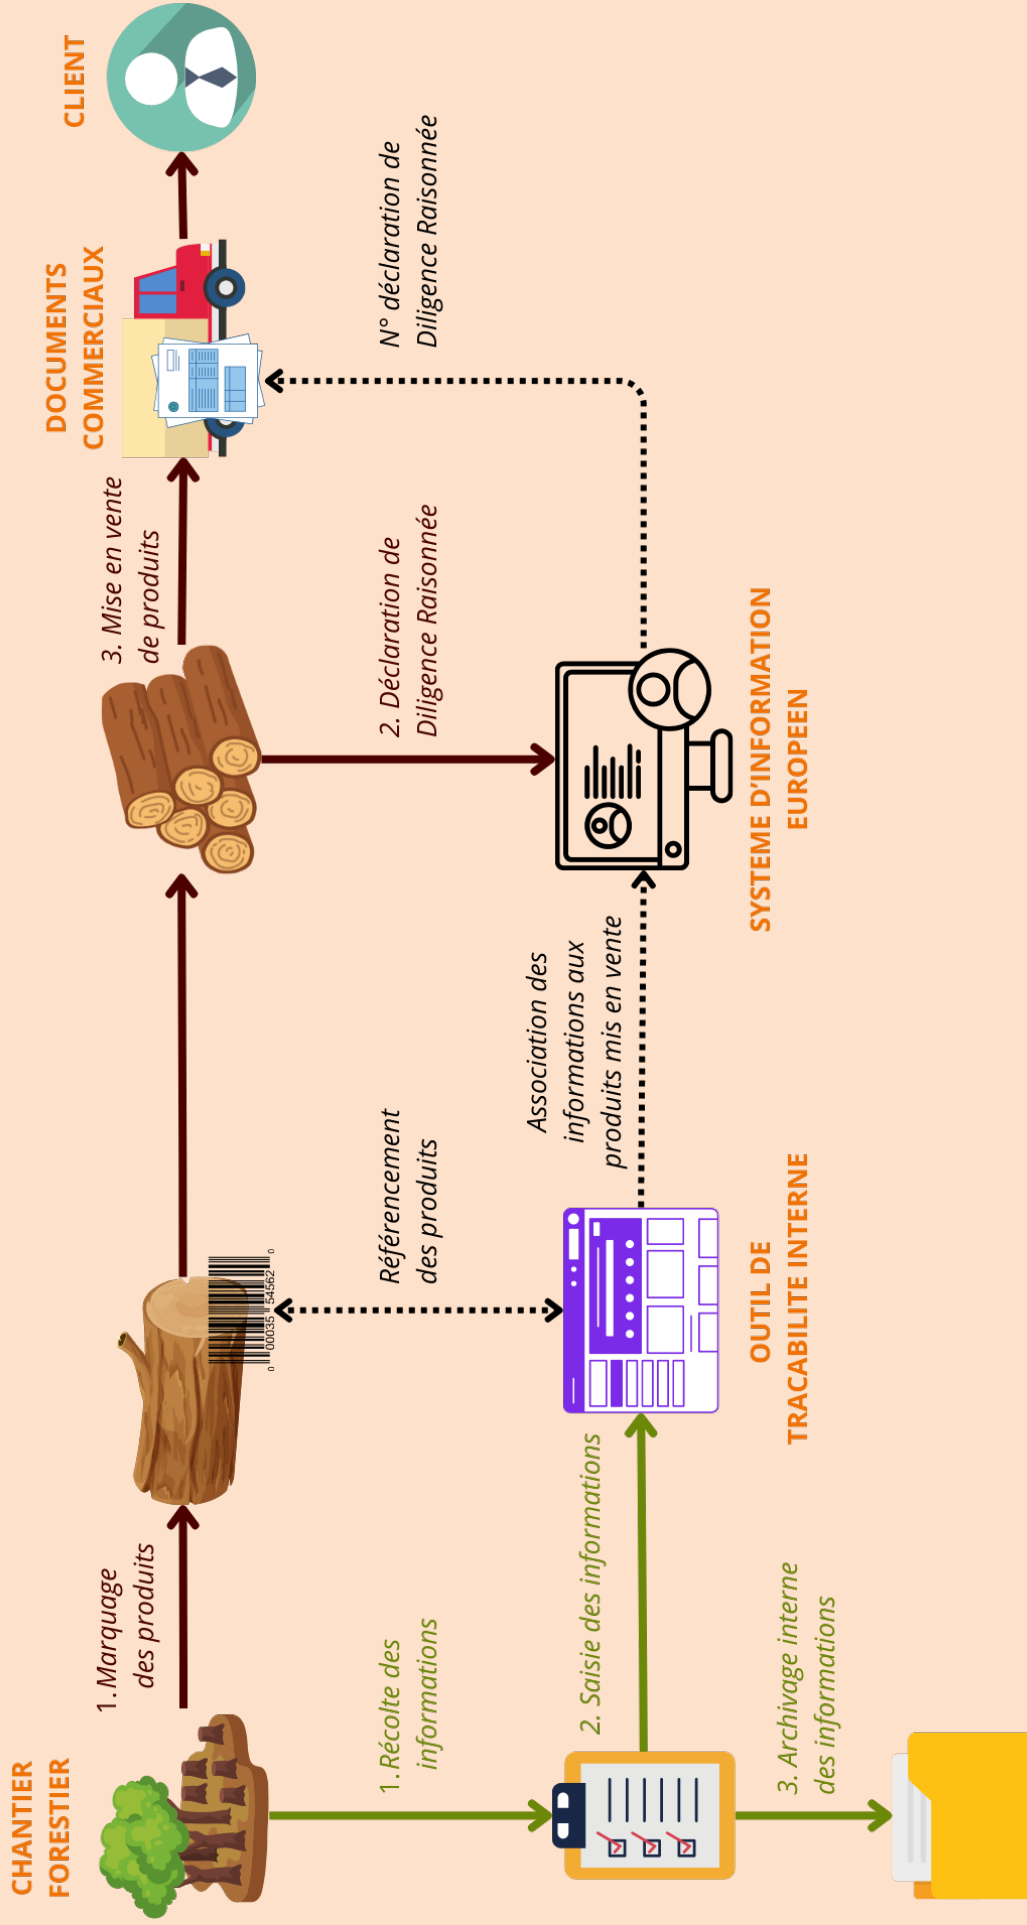 CHANTIER
FORESTIER
1. Marquage
des produits
3. Mise en vente
de produits
DOCUMENTS
COMMERCIAUX
CLIENT
0 00035 54562 0
1. Récolte des
informations
Référencement
des produits
2. Déclaration de
Diligence Raisonnée
N° déclaration de
Diligence Raisonnée
2. Saisie des informations
Association des
informations aux
produits mis en vente
OUTIL DE
TRACABILITE INTERNE
SYSTEME D'INFORMATION
EUROPEEN
3. Archivage interne
des informations